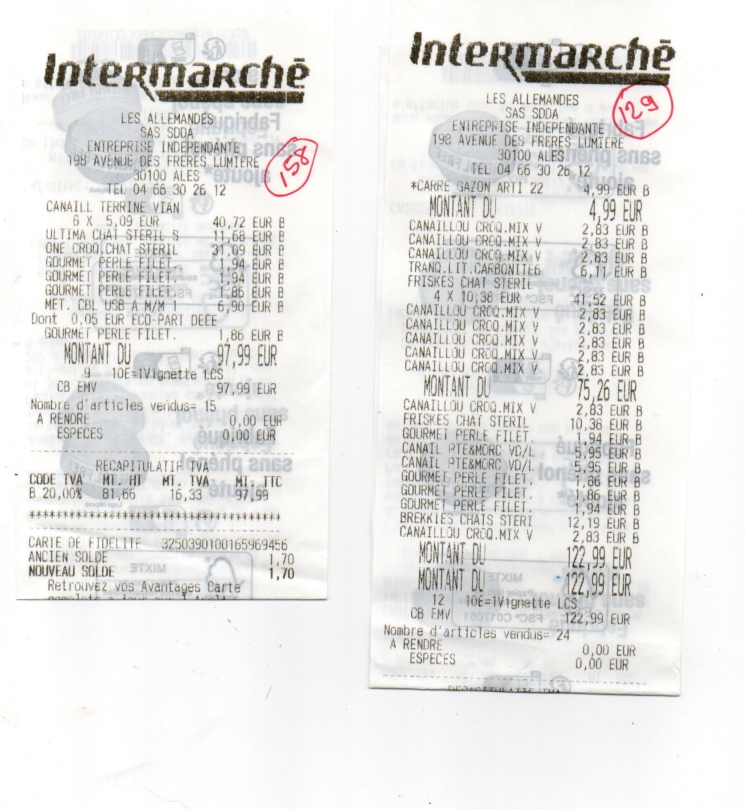 Intermarché
LES ALLEMANDES
SAS SODA
ENTREPRISE INDEPENDANTE
198 AVENUE DES FRERES LUMIERE
30100 ALES
TEL 04 66 30 26 12
158
CANAILL TERRINE VIAN
6 X 5,09 EUR 40,72 EUR B
ULTIMA CHAT STERIL S 11,68 EUR B
ONE CROQ.CHAT STERIL 31,09 EUR B
GOURMET PERLE FILET. 1,94 EUR B
GOURMET PERLE FILET. 1,94 EUR B
GOURMET PERLE FILET. 1,86 EUR B
MET. CBL USB A M/M 1 6,90 EUR B
Dont 0,05 EUR ECO-PART DEEE
GOURMET PERLE FILET. 1,86 EUR B
MONTANT DU 97,99 EUR
9 10E=1Vignette LCS
CB EMV 97,99 EUR
Nombre d'articles vendus= 15
A RENDRE 0,00 EUR
ESPECES 0,00 EUR
RECAPITULATIF TVA
CODE TVA MT. HT MT. TVA MT. TTC
B 20,00% 81,66 16,33 97,99
CARTE DE FIDELITE 3250390100165969456
ANCIEN SOLDE 1,70
NOUVEAU SOLDE 1,70
Retrouvez vos Avantages Carte
Intermarché
LES ALLEMANDES
SAS SODA
ENTREPRISE INDEPENDANTE
198 AVENUE DES FRERES LUMIERE
30100 ALES
TEL 04 66 30 26 12
129
*CARRE GAZON ARTI 22 4,99 EUR B
MONTANT DU 4,99 EUR
CANAILLOU CROQ.MIX V 2,83 EUR B
CANAILLOU CROQ.MIX V 2,83 EUR B
CANAILLOU CROQ.MIX V 2,83 EUR B
TRANQ.LIT.CARBONITE6 6,11 EUR B
FRISKES CHAT STERIL
4 X 10,38 EUR 41,52 EUR B
CANAILLOU CROQ.MIX V 2,83 EUR B
CANAILLOU CROQ.MIX V 2,83 EUR B
CANAILLOU CROQ.MIX V 2,83 EUR B
CANAILLOU CROQ.MIX V 2,83 EUR B
CANAILLOU CROQ.MIX V 2,83 EUR B
MONTANT DU 75,26 EUR
CANAILLOU CROQ.MIX V 2,83 EUR B
FRISKES CHAT STERIL 10,38 EUR B
GOURMET PERLE FILET. 1,94 EUR B
CANAIL PTE&MORC VO/L 5,95 EUR B
CANAIL PTE&MORC VO/L 5,95 EUR B
GOURMET PERLE FILET. 1,86 EUR B
GOURMET PERLE FILET. 1,86 EUR B
GOURMET PERLE FILET. 1,94 EUR B
BREKKIES CHATS STERI 12,19 EUR B
CANAILLOU CROQ.MIX V 2,83 EUR B
MONTANT DU 122,99 EUR
MONTANT DU 122,99 EUR
12 10E=1Vignette LCS
CB EMV 122,99 EUR
Nombre d'articles vendus= 24
A RENDRE 0,00 EUR
ESPECES 0,00 EUR